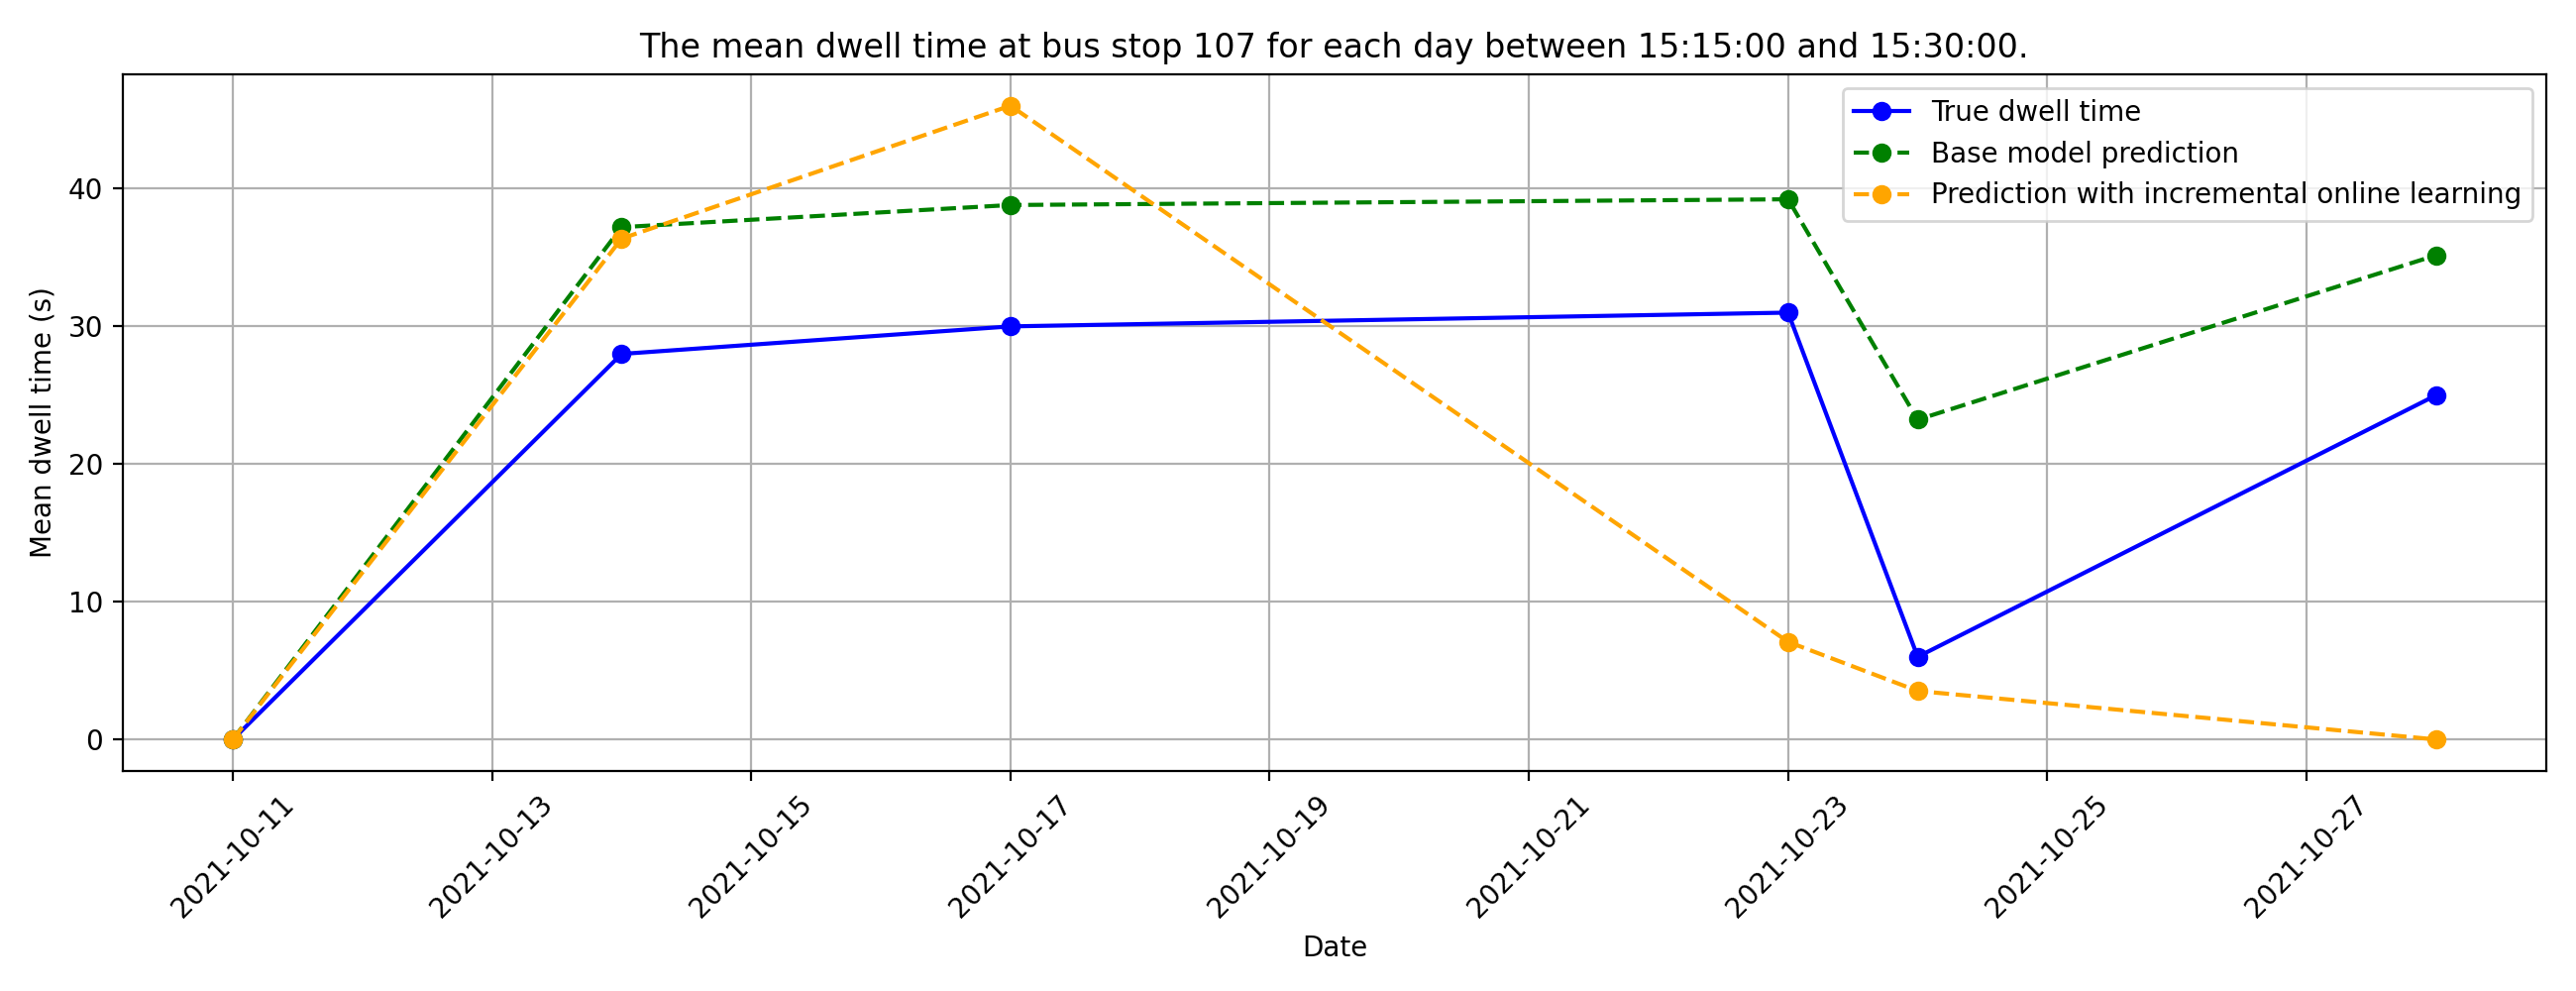 The mean dwell time at bus stop 107 for each day between 15:15:00 and 15:30:00.
True dwell time
Base model prediction
Prediction with incremental online learning
Mean dwell time (s)
40
30
20
10
0
2021-10-11
2021-10-13
2021-10-15
2021-10-17
2021-10-19
2021-10-21
2021-10-23
2021-10-25
2021-10-27
Date